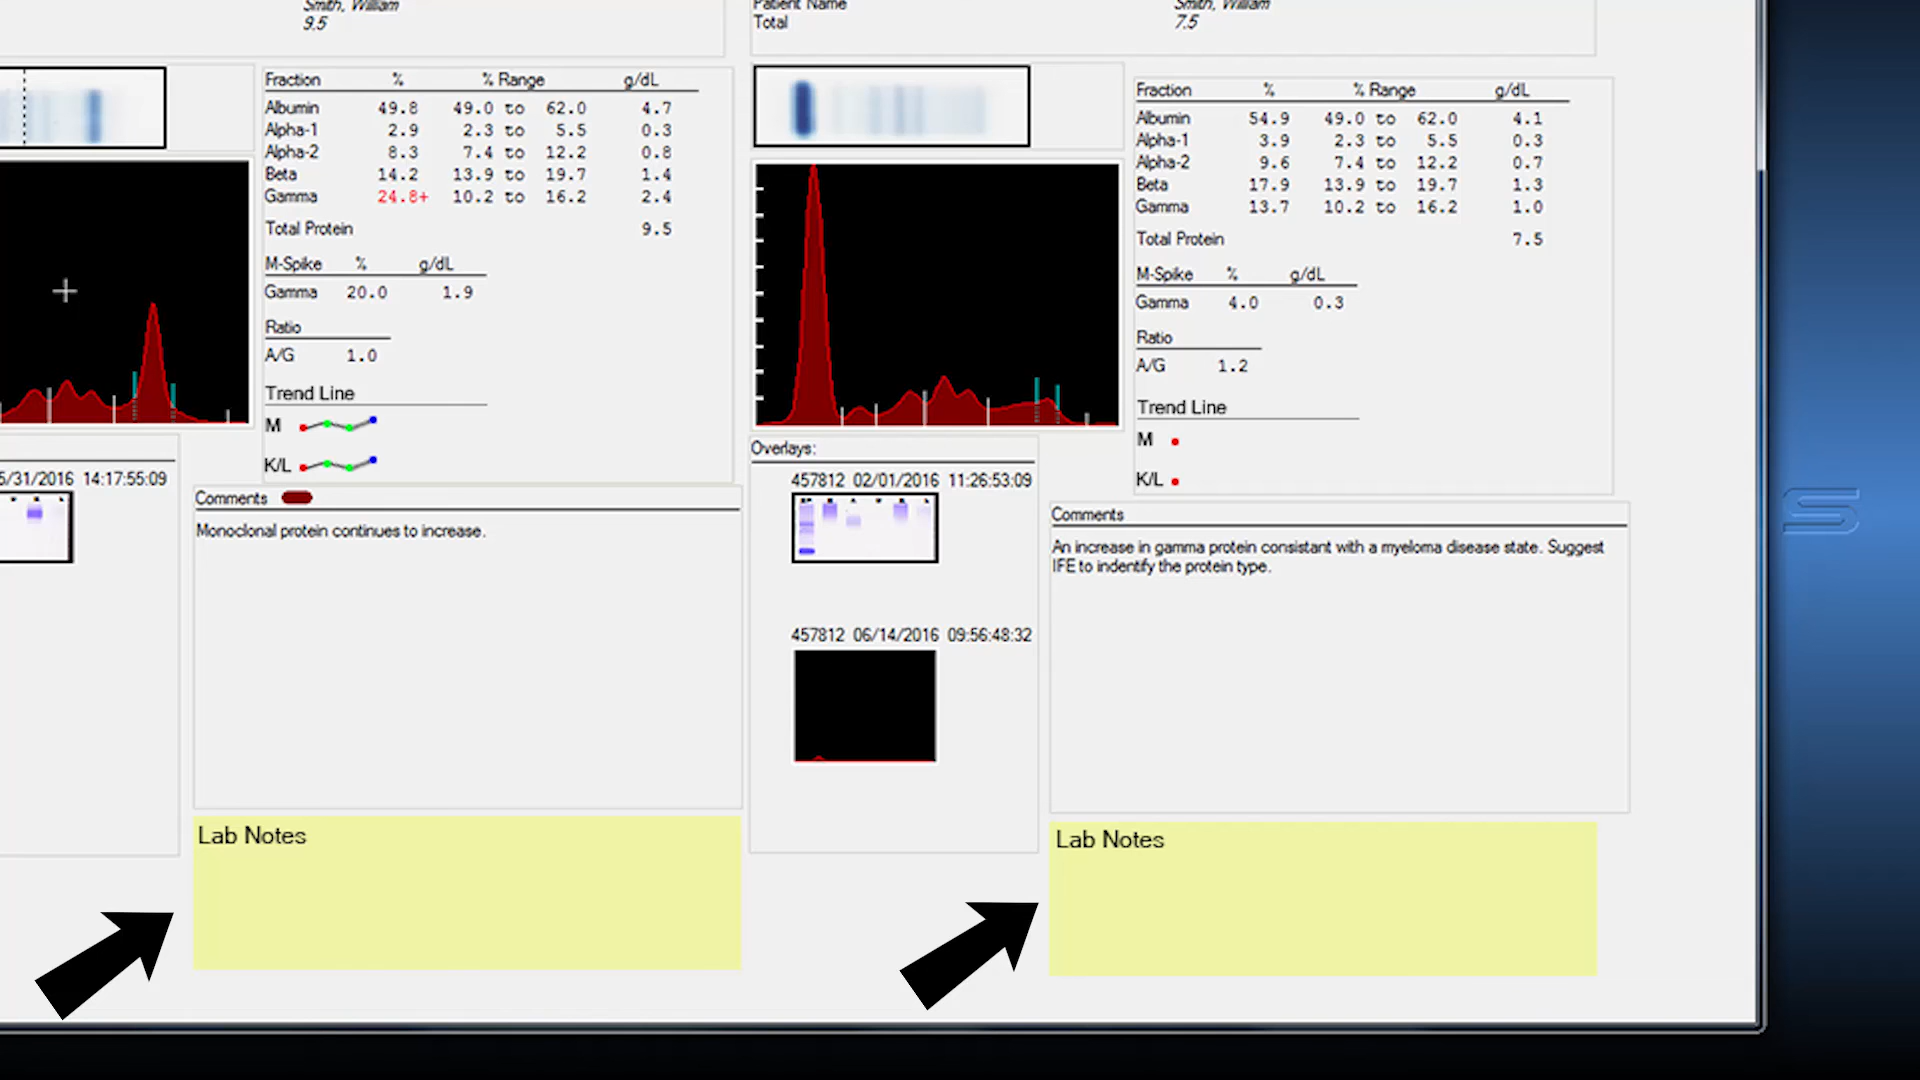 Smith, William
9.5
Fraction % % Range g/dL
Albumin 49.8 49.0 to 62.0 4.7
Alpha-1 2.9 2.3 to 5.5 0.3
Alpha-2 8.3 7.4 to 12.2 0.8
Beta 14.2 13.9 to 19.7 1.4
Gamma 24.8+ 10.2 to 16.2 2.4
Total Protein 9.5
M-Spike % g/dL
Gamma 20.0 1.9
Ratio
A/G 1.0
Trend Line
M
K/L
5/31/2016 14:17:55:09
Comments
Monoclonal protein continues to increase.
Lab Notes
Patient Name Smith, William
Total 7.5
Fraction % % Range g/dL
Albumin 54.9 49.0 to 62.0 4.1
Alpha-1 3.9 2.3 to 5.5 0.3
Alpha-2 9.6 7.4 to 12.2 0.7
Beta 17.9 13.9 to 19.7 1.3
Gamma 13.7 10.2 to 16.2 1.0
Total Protein 7.5
M-Spike % g/dL
Gamma 4.0 0.3
Ratio
A/G 1.2
Trend Line
M
K/L
Overlays:
457812 02/01/2016 11:26:53:09
457812 06/14/2016 09:56:48:32
Comments
An increase in gamma protein consistant with a myeloma disease state. Suggest
IFE to indentify the protein type.
Lab Notes